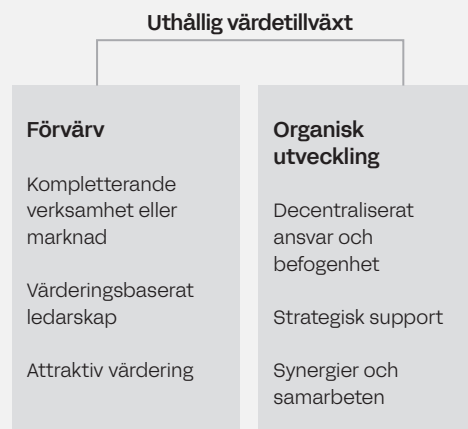 Uthållig värdetillväxt
Förvärv
Kompletterande
verksamhet eller
marknad
Värderingsbaserat
ledarskap
Attraktiv värdering
Organisk
utveckling
Decentraliserat
ansvar och
befogenhet
Strategisk support
Synergier och
samarbeten